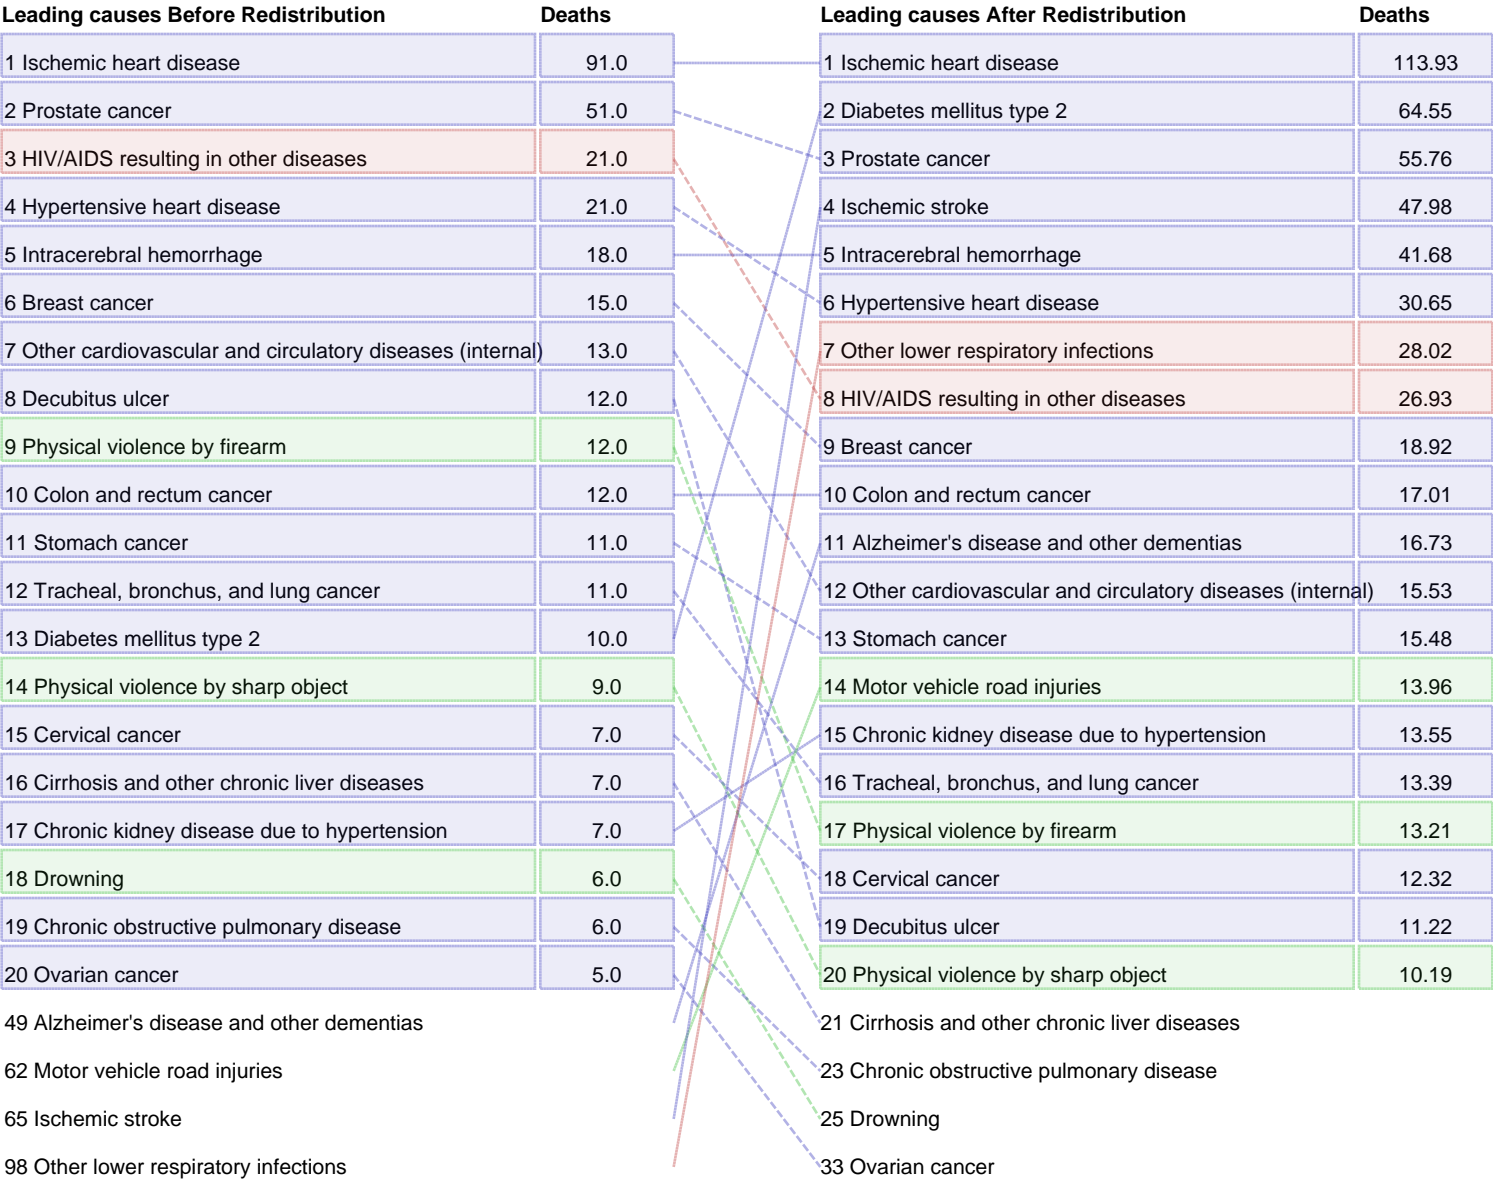 Leading causes Before Redistribution Deaths Leading causes After Redistribution Deaths
1 Ischemic heart disease 91.0 1 Ischemic heart disease 113.93
2 Prostate cancer 51.0 2 Diabetes mellitus type 2 64.55
3 HIV/AIDS resulting in other diseases 21.0 3 Prostate cancer 55.76
4 Hypertensive heart disease 21.0 4 Ischemic stroke 47.98
5 Intracerebral hemorrhage 18.0 5 Intracerebral hemorrhage 41.68
6 Breast cancer 15.0 6 Hypertensive heart disease 30.65
7 Other cardiovascular and circulatory diseases (internal) 13.0 7 Other lower respiratory infections 28.02
8 Decubitus ulcer 12.0 8 HIV/AIDS resulting in other diseases 26.93
9 Physical violence by firearm 12.0 9 Breast cancer 18.92
10 Colon and rectum cancer 12.0 10 Colon and rectum cancer 17.01
11 Stomach cancer 11.0 11 Alzheimer's disease and other dementias 16.73
12 Tracheal, bronchus, and lung cancer 11.0 12 Other cardiovascular and circulatory diseases (internal) 15.53
13 Diabetes mellitus type 2 10.0 13 Stomach cancer 15.48
14 Physical violence by sharp object 9.0 14 Motor vehicle road injuries 13.96
15 Cervical cancer 7.0 15 Chronic kidney disease due to hypertension 13.55
16 Cirrhosis and other chronic liver diseases 7.0 16 Tracheal, bronchus, and lung cancer 13.39
17 Chronic kidney disease due to hypertension 7.0 17 Physical violence by firearm 13.21
18 Drowning 6.0 18 Cervical cancer 12.32
19 Chronic obstructive pulmonary disease 6.0 19 Decubitus ulcer 11.22
20 Ovarian cancer 5.0 20 Physical violence by sharp object 10.19
49 Alzheimer's disease and other dementias 21 Cirrhosis and other chronic liver diseases
62 Motor vehicle road injuries 23 Chronic obstructive pulmonary disease
65 Ischemic stroke 25 Drowning
98 Other lower respiratory infections 33 Ovarian cancer